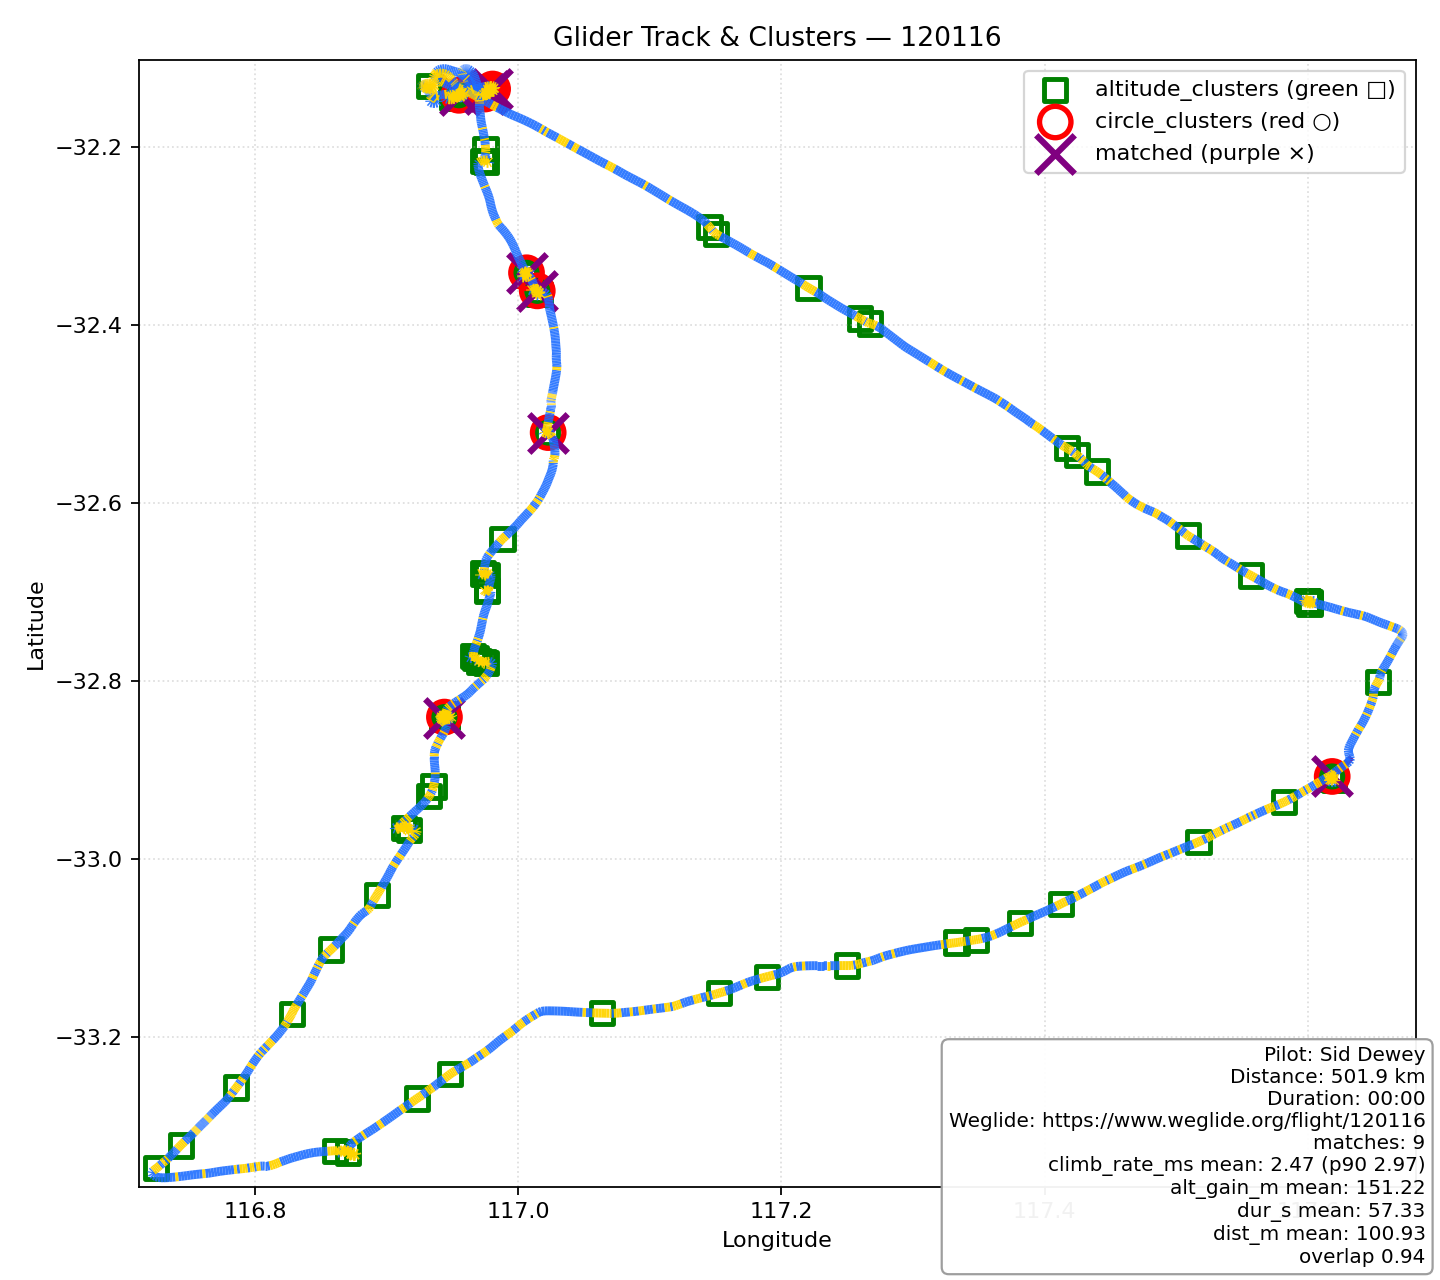 Glider Track & Clusters — 120116
altitude_clusters (green □)
circle_clusters (red ○)
matched (purple ×)
−32.2
−32.4
−32.6
−32.8
−33.0
−33.2
Latitude
116.8
117.0
117.2
117.4
Longitude
Pilot: Sid Dewey
Distance: 501.9 km
Duration: 00:00
Weglide: https://www.weglide.org/flight/120116
matches: 9
climb_rate_ms mean: 2.47 (p90 2.97)
alt_gain_m mean: 151.22
dur_s mean: 57.33
dist_m mean: 100.93
overlap 0.94